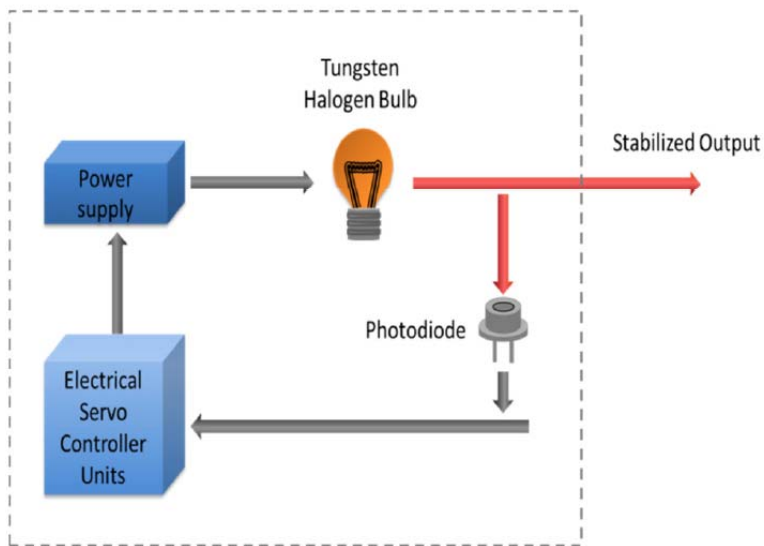 Tungsten
Halogen Bulb
Stabilized Output
Power
supply
Photodiode
Electrical
Servo
Controller
Units